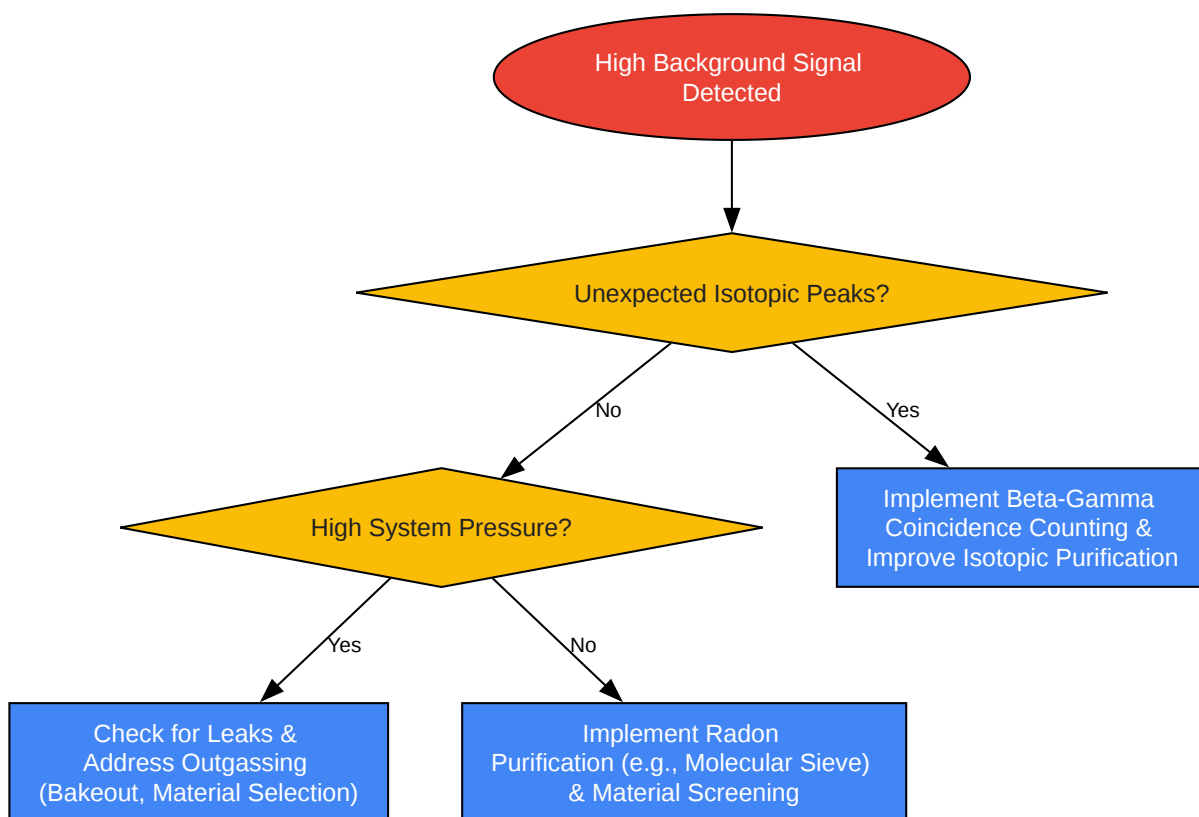 High Background Signal
Detected
Unexpected Isotopic Peaks?
No
Yes
High System Pressure?
Implement Beta-Gamma
Coincidence Counting &
Improve Isotopic Purification
Yes
No
Check for Leaks &
Address Outgassing
(Bakeout, Material Selection)
Implement Radon
Purification (e.g., Molecular Sieve)
& Material Screening